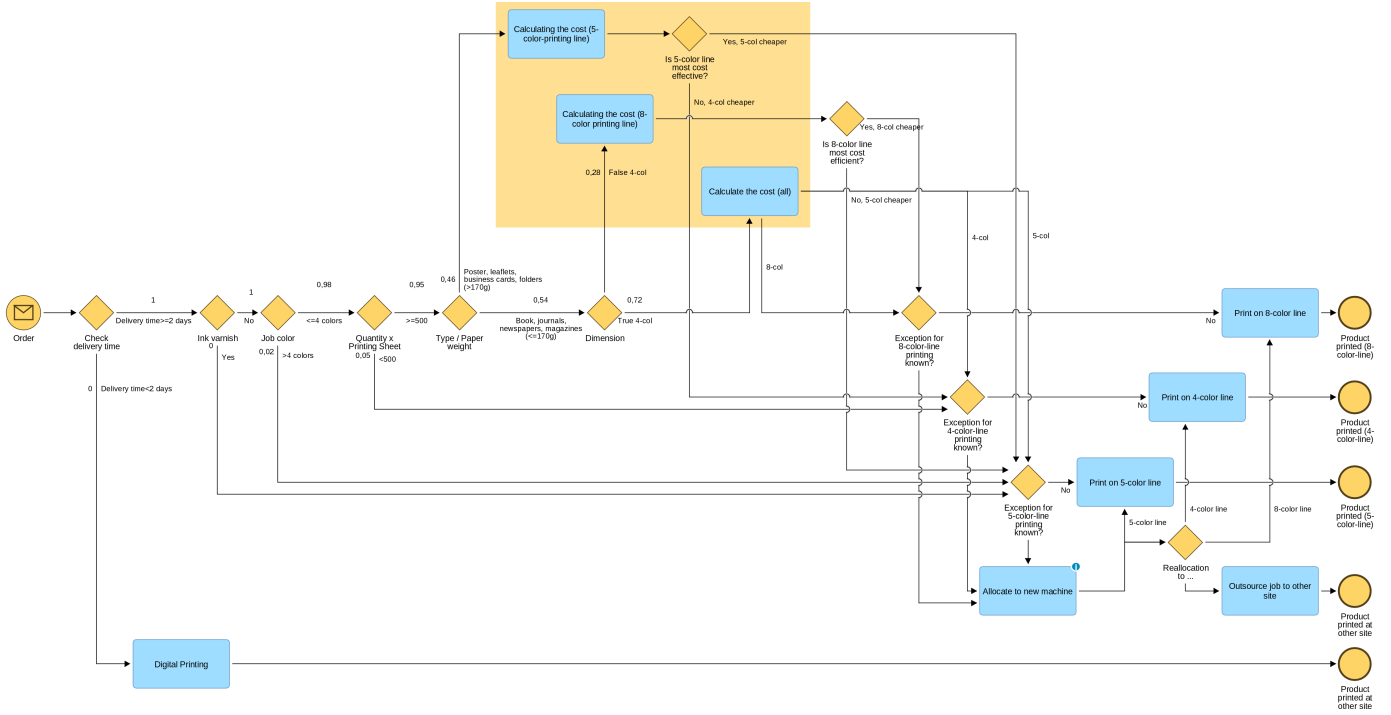 Calculating the cost (5-
color-printing line)
Yes, 5-col cheaper
Is 5-color line
most cost
effective?
No, 4-col cheaper
Calculating the cost (8-
color printing line)
Yes, 8-col cheaper
Is 8-color line
most cost
efficient?
0,28
False 4-col
Calculate the cost (all)
No, 5-col cheaper
4-col
5-col
8-col
Order
Check
delivery time
1
Delivery time>=2 days
Ink varnish
0
Yes
1
No
Job color
0,02
>4 colors
0,98
<=4 colors
Quantity x
Printing Sheet
0,05
<500
0,95
>=500
0,46
Poster, leaflets,
business cards, folders
(>170g)
Type / Paper
weight
0,54
Book, journals,
newspapers, magazines
(<=170g)
Dimension
0,72
True 4-col
Exception for
8-color-line
printing
known?
No
Print on 8-color line
Product
printed (8-
color-line)
0
Delivery time<2 days
Exception for
4-color-line
printing
known?
No
Print on 4-color line
Product
printed (4-
color-line)
Exception for
5-color-line
printing
known?
No
Print on 5-color line
Product
printed (5-
color-line)
4-color line
8-color line
5-color line
Reallocation
to ...
Allocate to new machine
i
Outsource job to other
site
Product
printed at
other site
Digital Printing
Product
printed at
other site